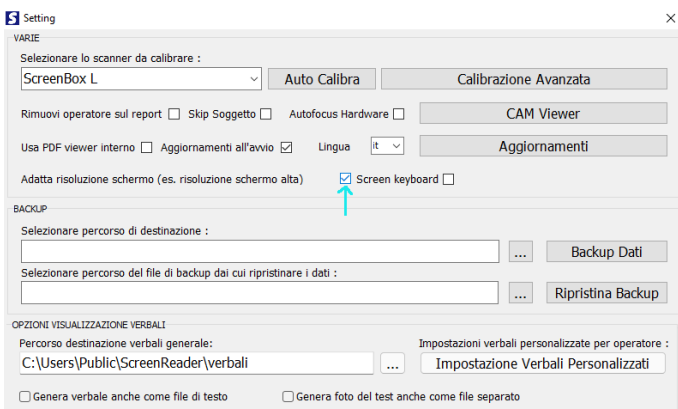 Setting
VARIE
Selezionare lo scanner da calibrare :
ScreenBox L Auto Calibra Calibrazione Avanzata
Rimuovi operatore sul report Skip Soggetto Autofocus Hardware CAM Viewer
Usa PDF viewer interno Aggiornamenti all'avvio Lingua it Aggiornamenti
Adatta risoluzione schermo (es. risoluzione schermo alta) Screen keyboard
BACKUP
Selezionare percorso di destinazione :
... Backup Dati
Selezionare percorso del file di backup dai cui ripristinare i dati :
... Ripristina Backup
OPZIONI VISUALIZZAZIONE VERBALI
Percorso destinazione verbali generale: Impostazioni verbali personalizzate per operatore :
C:\Users\Public\ScreenReader\verbali ... Impostazione Verbali Personalizzati
Genera verbale anche come file di testo Genera foto del test anche come file separato